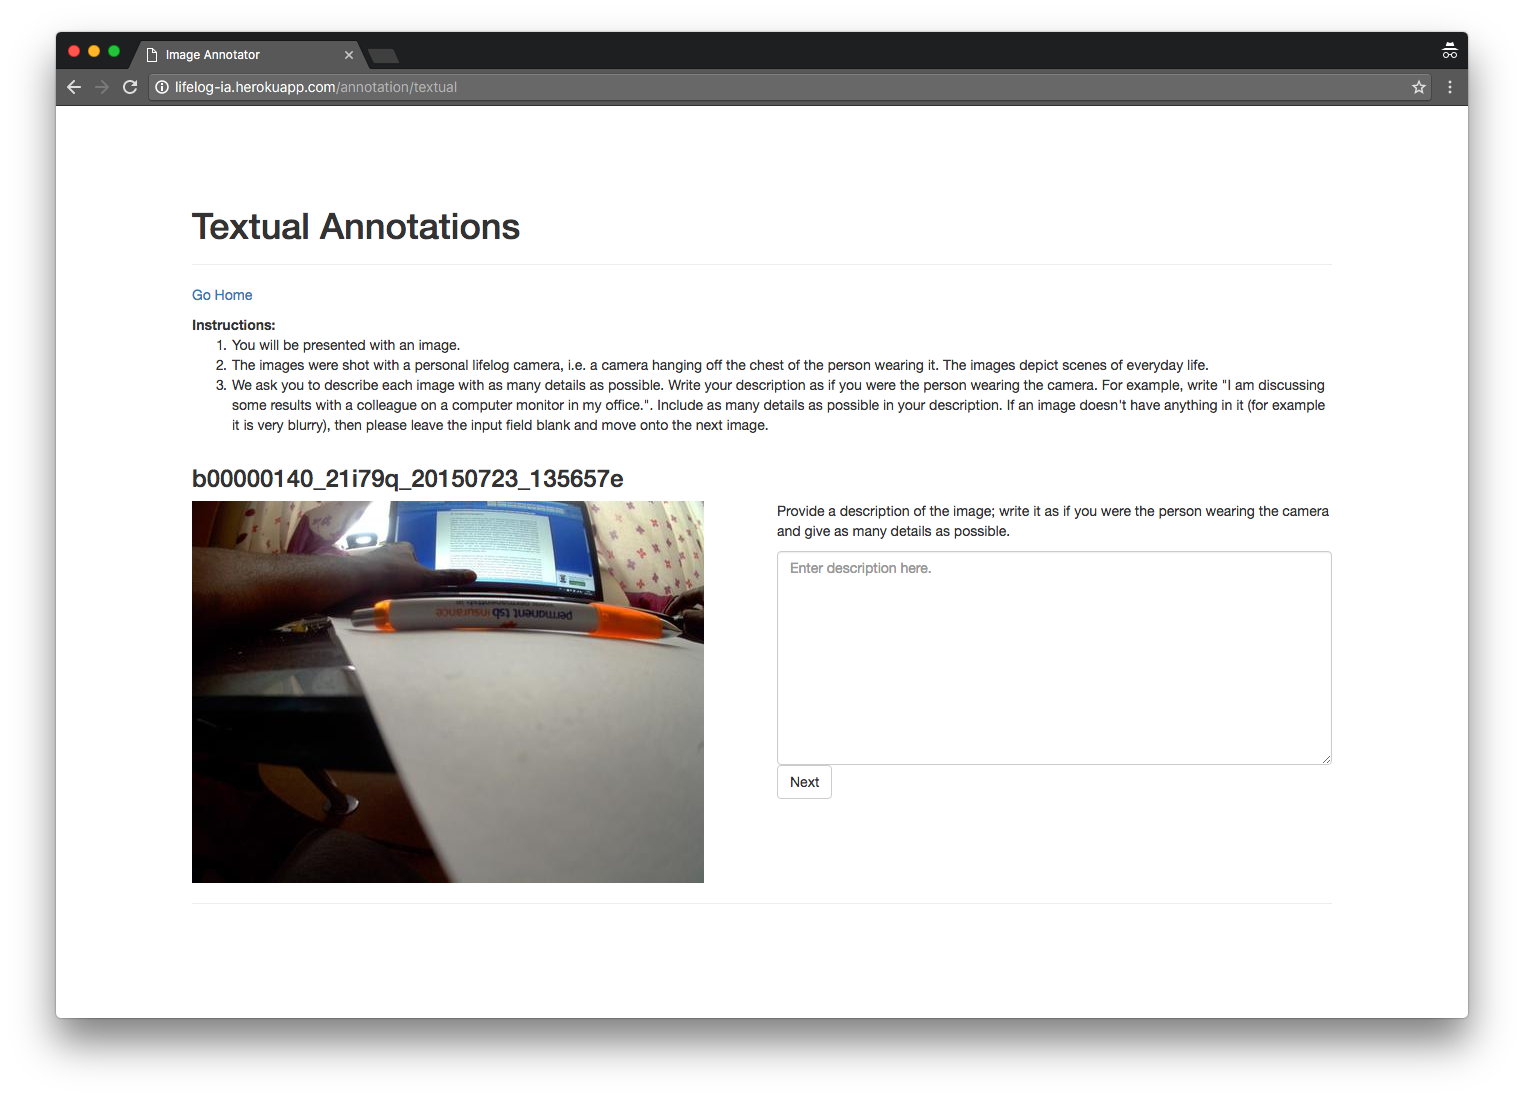 Image Annotator
lifelog-ia.herokuapp.com/annotation/textual
Textual Annotations
Go Home
Instructions:
1. You will be presented with an image.
2. The images were shot with a personal lifelog camera, i.e. a camera hanging off the chest of the person wearing it. The images depict scenes of everyday life.
3. We ask you to describe each image with as many details as possible. Write your description as if you were the person wearing the camera. For example, write "I am discussing
some results with a colleague on a computer monitor in my office.". Include as many details as possible in your description. If an image doesn't have anything in it (for example
it is very blurry), then please leave the input field blank and move onto the next image.
b00000140_21i79q_20150723_135657e
permanent tsb insurance
Provide a description of the image; write it as if you were the person wearing the camera
and give as many details as possible.
Enter description here.
Next